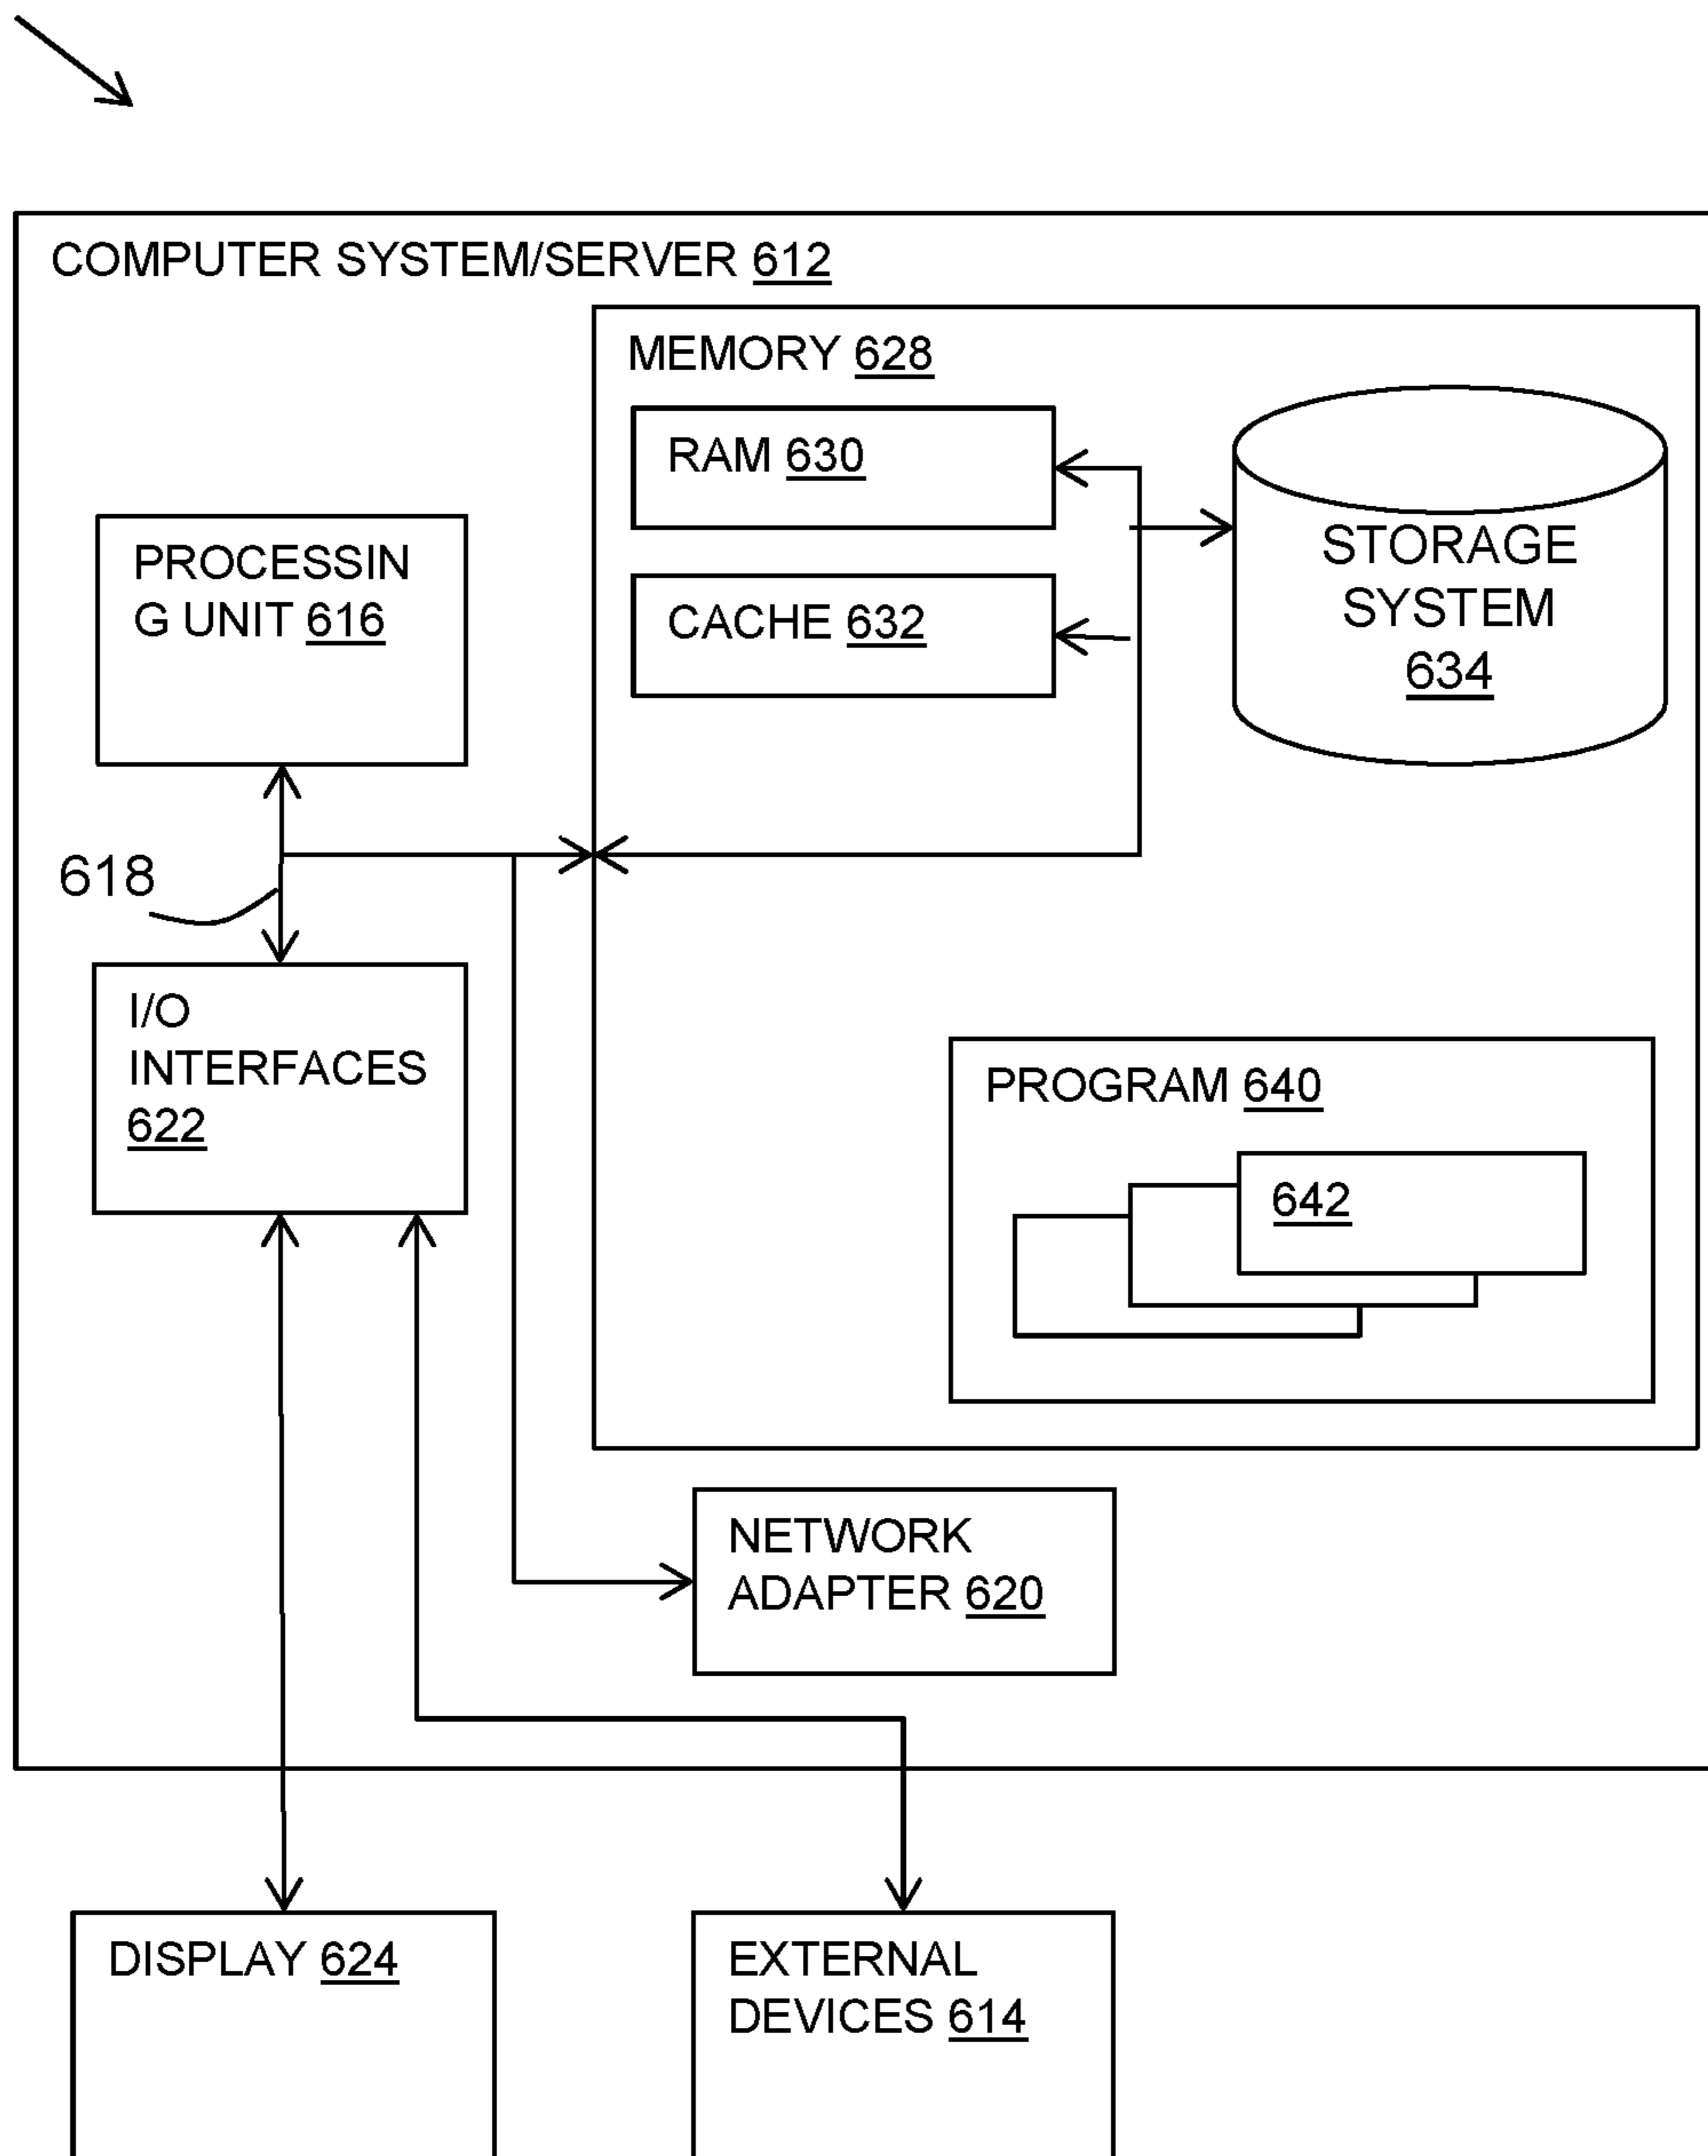 COMPUTER SYSTEM/SERVER 612
MEMORY 628
RAM 630
STORAGE
SYSTEM
634
PROCESSIN
G UNIT 616
CACHE 632
618
I/O
INTERFACES
622
PROGRAM 640
642
NETWORK
ADAPTER 620
DISPLAY 624
EXTERNAL
DEVICES 614